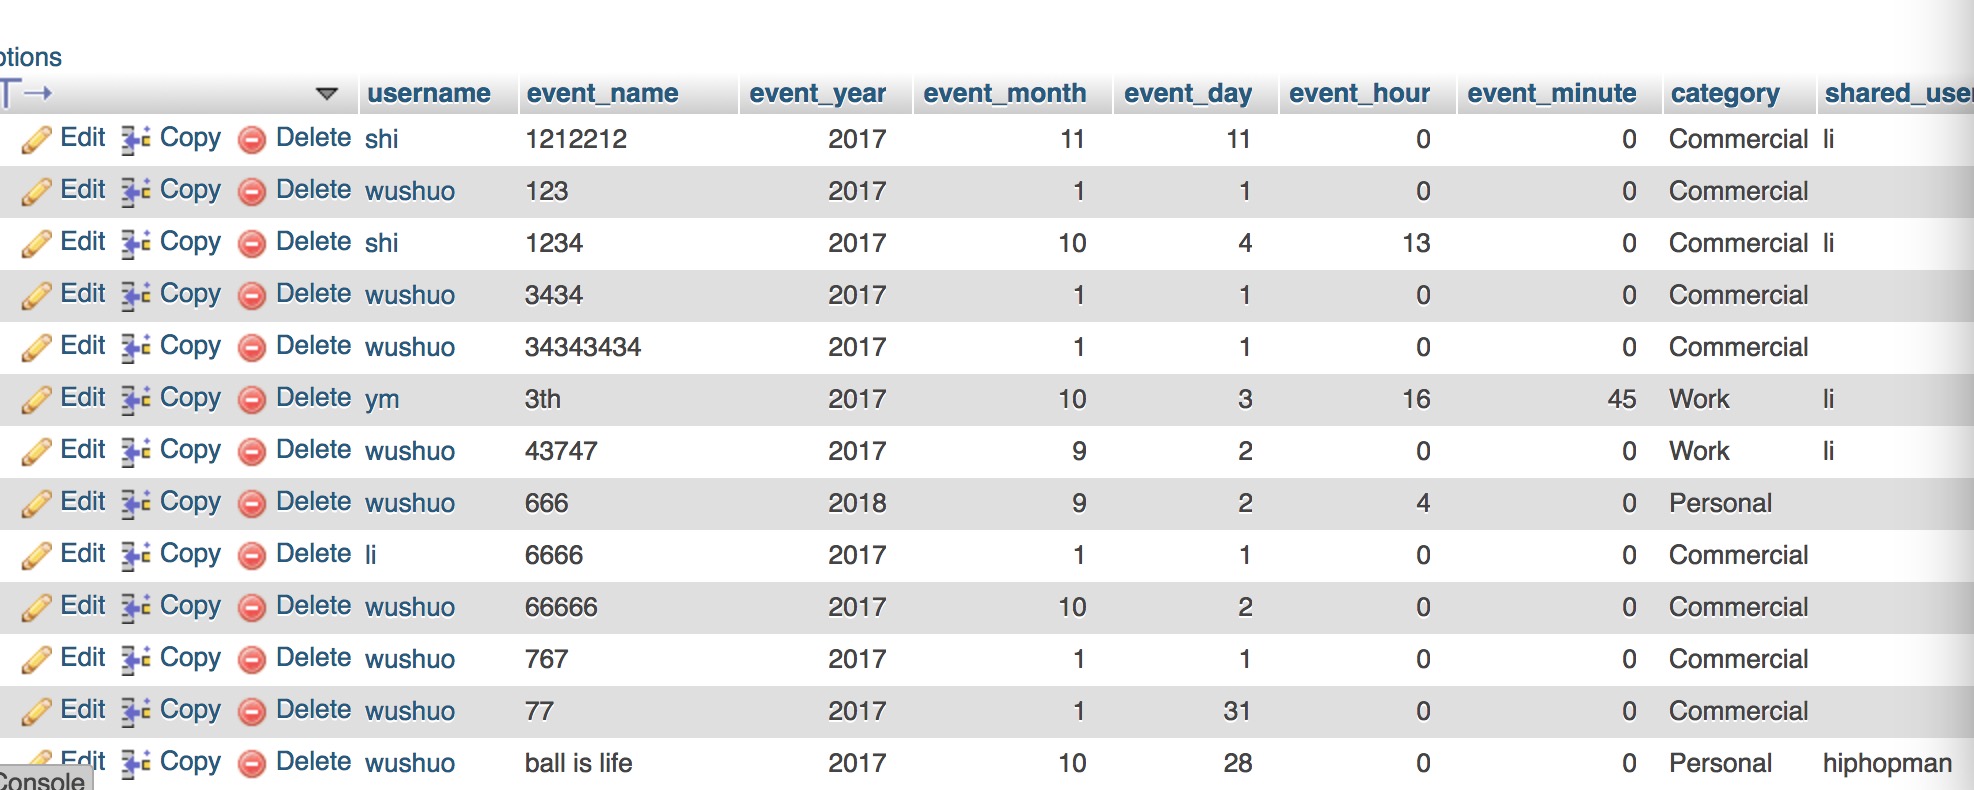 ptions
T username event_name event_year event_month event_day event_hour event_minute category shared_user
Edit Copy Delete shi 1212212 2017 11 11 0 0 Commercial li
Edit Copy Delete wushuo 123 2017 1 1 0 0 Commercial
Edit Copy Delete shi 1234 2017 10 4 13 0 Commercial li
Edit Copy Delete wushuo 3434 2017 1 1 0 0 Commercial
Edit Copy Delete wushuo 34343434 2017 1 1 0 0 Commercial
Edit Copy Delete ym 3th 2017 10 3 16 45 Work li
Edit Copy Delete wushuo 43747 2017 9 2 0 0 Work li
Edit Copy Delete wushuo 666 2018 9 2 4 0 Personal
Edit Copy Delete li 6666 2017 1 1 0 0 Commercial
Edit Copy Delete wushuo 66666 2017 10 2 0 0 Commercial
Edit Copy Delete wushuo 767 2017 1 1 0 0 Commercial
Edit Copy Delete wushuo 77 2017 1 31 0 0 Commercial
Edit Copy Delete wushuo ball is life 2017 10 28 0 0 Personal hiphopman
Console